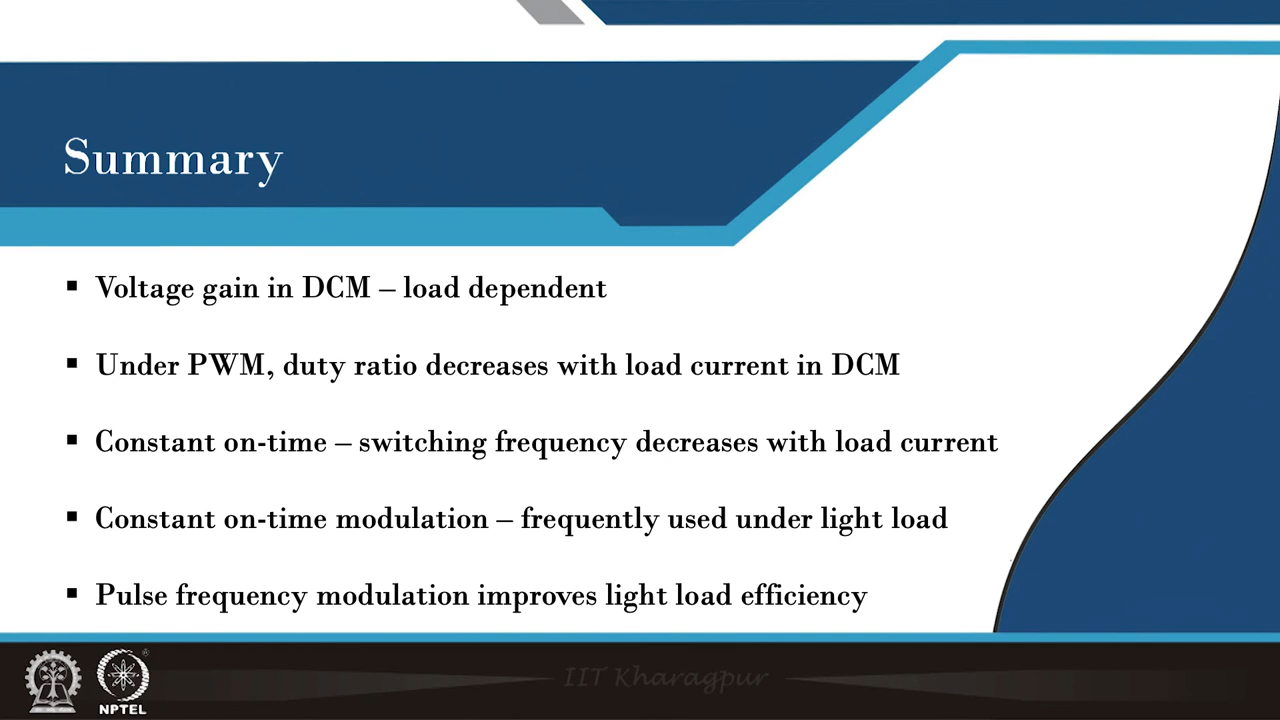 Summary
▪ Voltage gain in DCM – load dependent
▪ Under PWM, duty ratio decreases with load current in DCM
▪ Constant on-time – switching frequency decreases with load current
▪ Constant on-time modulation – frequently used under light load
▪ Pulse frequency modulation improves light load efficiency
IIT Kharagpur
NPTEL